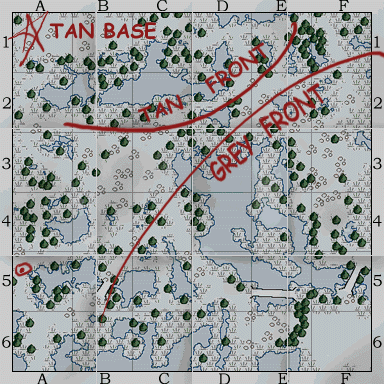 A B C D E F
1 1
TAN BASE
TAN FRONT
2 2
GREY FRONT
3 3
4 4
5 5
6 6
A B C D E F